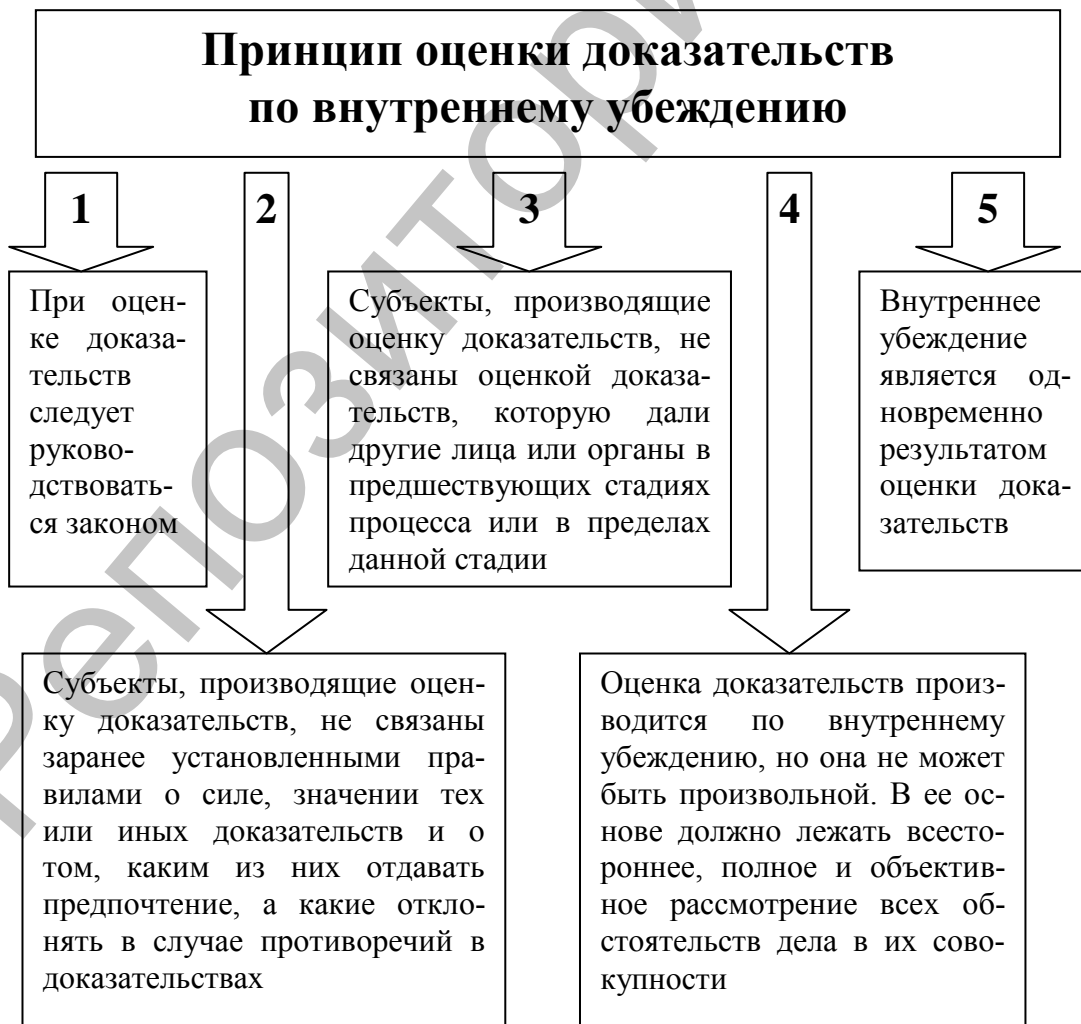 Принцип оценки доказательств
по внутреннему убеждению
1
2
3
4
5
При оцен-
ке доказа-
тельств
следует
руково-
дствовать-
ся законом
Субъекты, производящие
оценку доказательств, не
связаны оценкой доказа-
тельств, которую дали
другие лица или органы в
предшествующих стадиях
процесса или в пределах
данной стадии
Внутреннее
убеждение
является од-
новременно
результатом
оценки дока-
зательств
Субъекты, производящие оцен-
ку доказательств, не связаны
заранее установленными пра-
вилами о силе, значении тех
или иных доказательств и о
том, каким из них отдавать
предпочтение, а какие откло-
нять в случае противоречий в
доказательствах
Оценка доказательств произ-
водится по внутреннему
убеждению, но она не может
быть произвольной. В ее ос-
нове должно лежать всесто-
роннее, полное и объектив-
ное рассмотрение всех об-
стоятельств дела в их сово-
купности
Репозитори